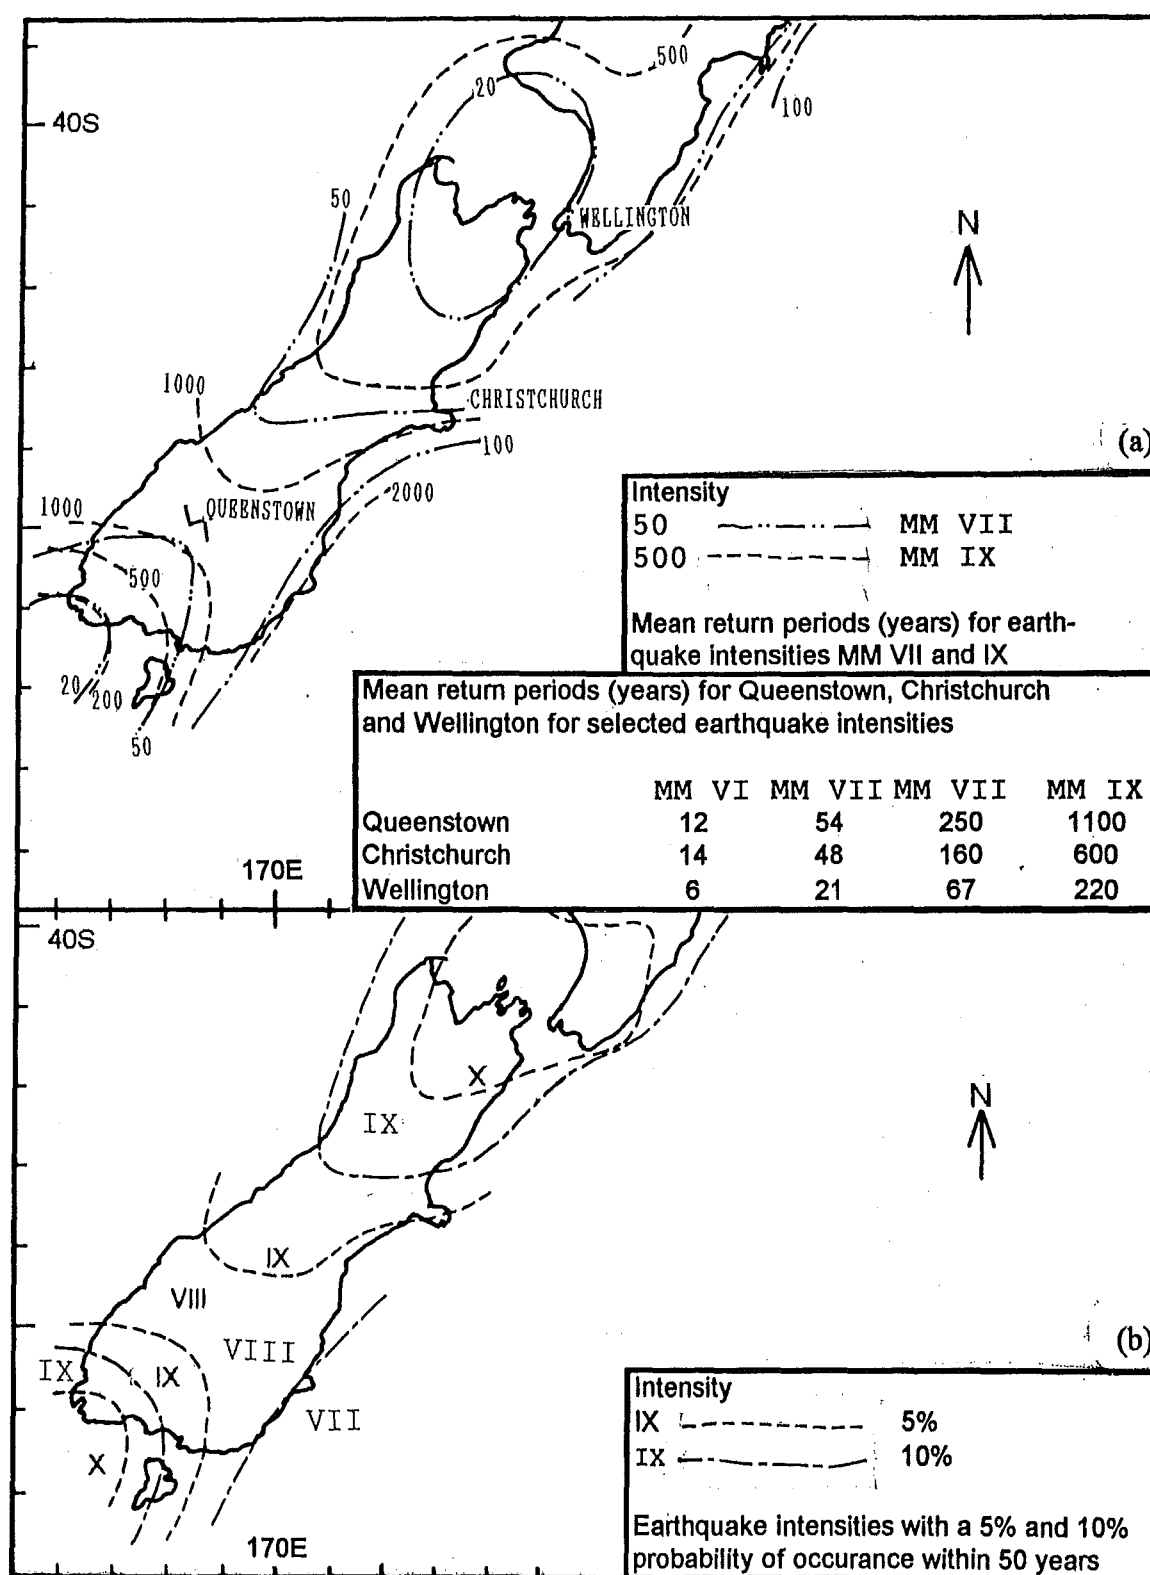 500
20
100
40S
50
WELLINGTON
N
1000
CHRISTCHURCH
100
(a)
2000
1000
QUEENSTOWN
500
20
200
50
Intensity
50 MM VII
500 MM IX
Mean return periods (years) for earth-
quake intensities MM VII and IX
Mean return periods (years) for Queenstown, Christchurch
and Wellington for selected earthquake intensities
MM VI MM VII MM VII MM IX
Queenstown 12 54 250 1100
Christchurch 14 48 160 600
Wellington 6 21 67 220
170E
40S
X
IX
N
IX
VIII
VIII
(b)
IX
IX
VII
X
170E
Intensity
IX 5%
IX 10%
Earthquake intensities with a 5% and 10%
probability of occurance within 50 years